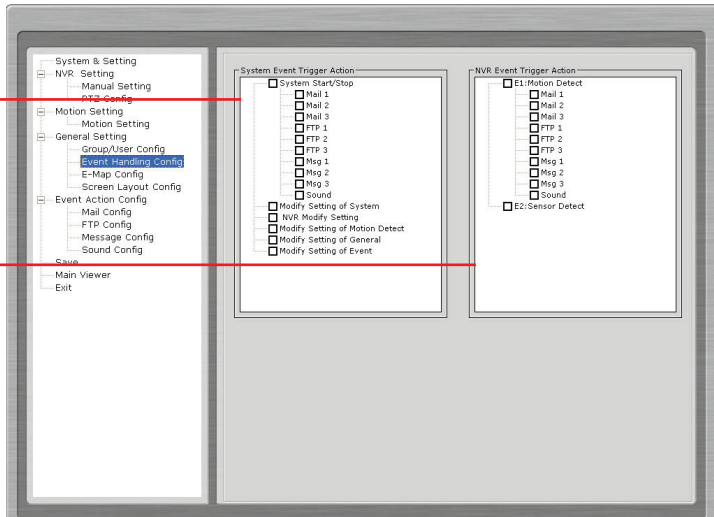 System & Setting
NVR Setting
Manual Setting
PTZ Config
Motion Setting
Motion Setting
General Setting
Group/User Config
Event Handling Config
E-Map Config
Screen Layout Config
Event Action Config
Mail Config
FTP Config
Message Config
Sound Config
Save
Main Viewer
Exit
System Event Trigger Action
System Start/Stop
Mail 1
Mail 2
Mail 3
FTP 1
FTP 2
FTP 3
Msg 1
Msg 2
Msg 3
Sound
Modify Setting of System
NVR Modify Setting
Modify Setting of Motion Detect
Modify Setting of General
Modify Setting of Event
NVR Event Trigger Action
E1:Motion Detect
Mail 1
Mail 2
Mail 3
FTP 1
FTP 2
FTP 3
Msg 1
Msg 2
Msg 3
Sound
E2:Sensor Detect